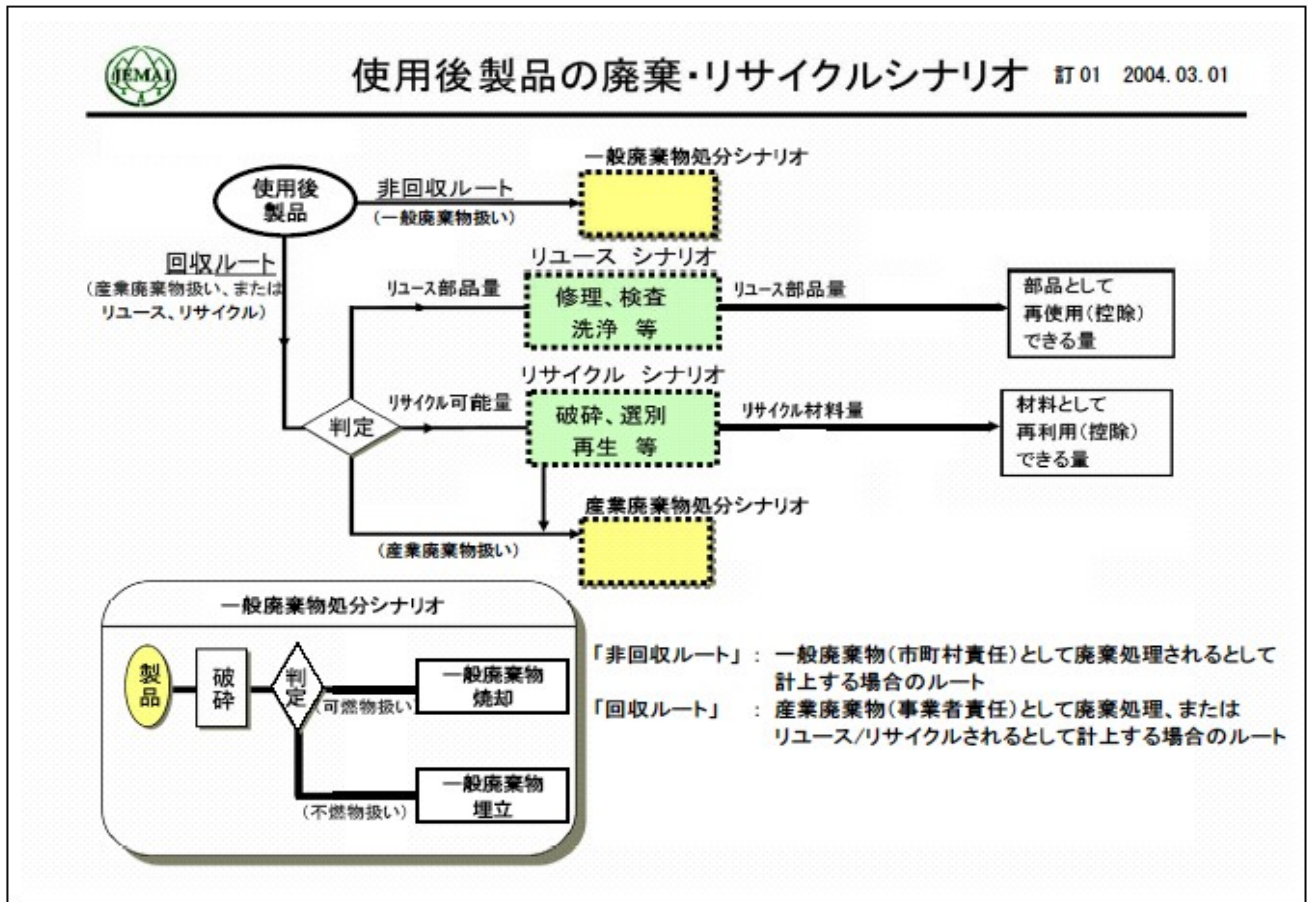 JEMAI
使用後製品の廃棄・リサイクルシナリオ 訂01 2004.03.01
使用後
製品
非回収ルート
(一般廃棄物扱い)
一般廃棄物処分シナリオ
回収ルート
(産業廃棄物扱い、または
リユース、リサイクル)
リユース部品量
リユース シナリオ
修理、検査
洗浄 等
リユース部品量
部品として
再使用(控除)
できる量
判定
リサイクル可能量
リサイクル シナリオ
破砕、選別
再生 等
リサイクル材料量
材料として
再利用(控除)
できる量
(産業廃棄物扱い)
産業廃棄物処分シナリオ
一般廃棄物処分シナリオ
製品
破砕
判定
(可燃物扱い)
一般廃棄物
焼却
(不燃物扱い)
一般廃棄物
埋立
「非回収ルート」 : 一般廃棄物(市町村責任)として廃棄処理されるとして
計上する場合のルート
「回収ルート」 : 産業廃棄物(事業者責任)として廃棄処理、または
リユース/リサイクルされるとして計上する場合のルート